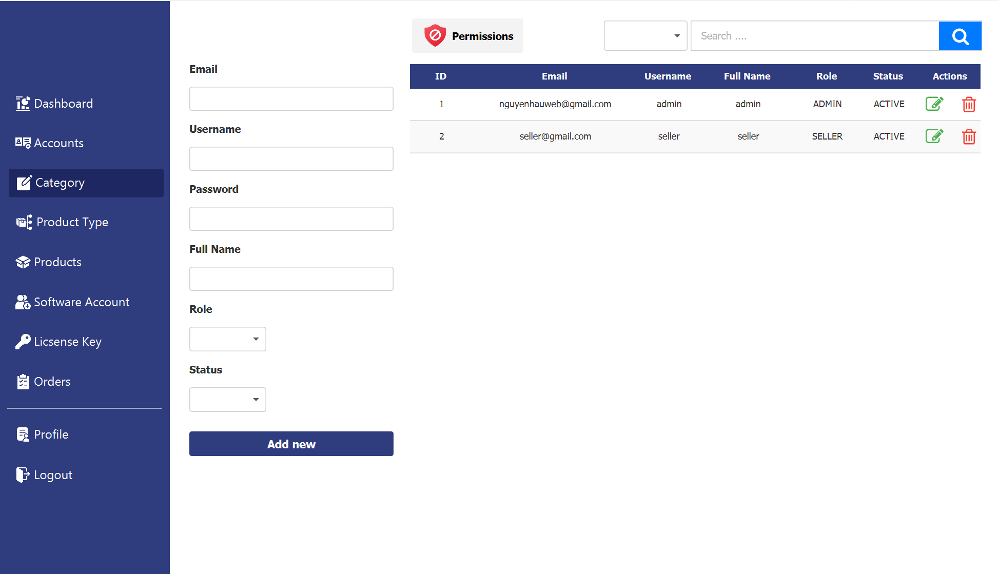 Dashboard
Accounts
Category
Product Type
Products
Software Account
Licsense Key
Orders
Profile
Logout
Email
Username
Password
Full Name
Role
Status
Add new
Permissions
Search ....
ID Email Username Full Name Role Status Actions
1 nguyenhauweb@gmail.com admin admin ADMIN ACTIVE
2 seller@gmail.com seller seller SELLER ACTIVE